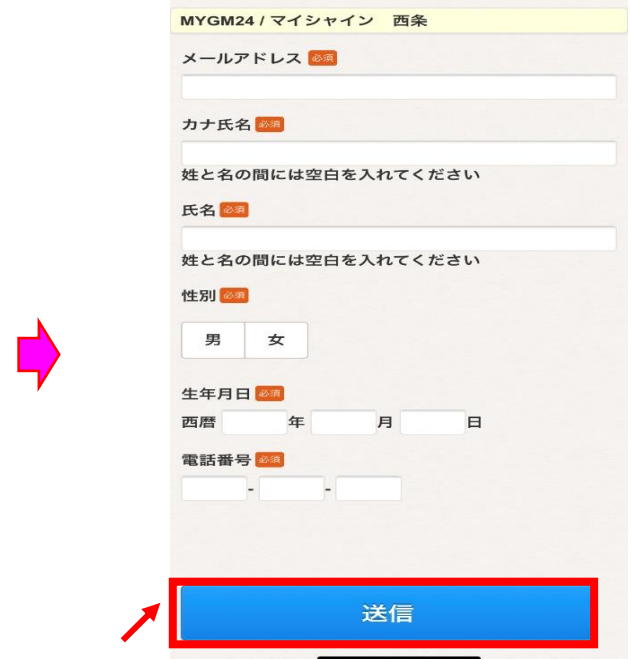 MYGM24 / マイシャイン　西条
メールアドレス 必須
カナ氏名 必須
姓と名の間には空白を入れてください
氏名 必須
姓と名の間には空白を入れてください
性別 必須
男 女
生年月日 必須
西暦 年 月 日
電話番号 必須
- -
送信